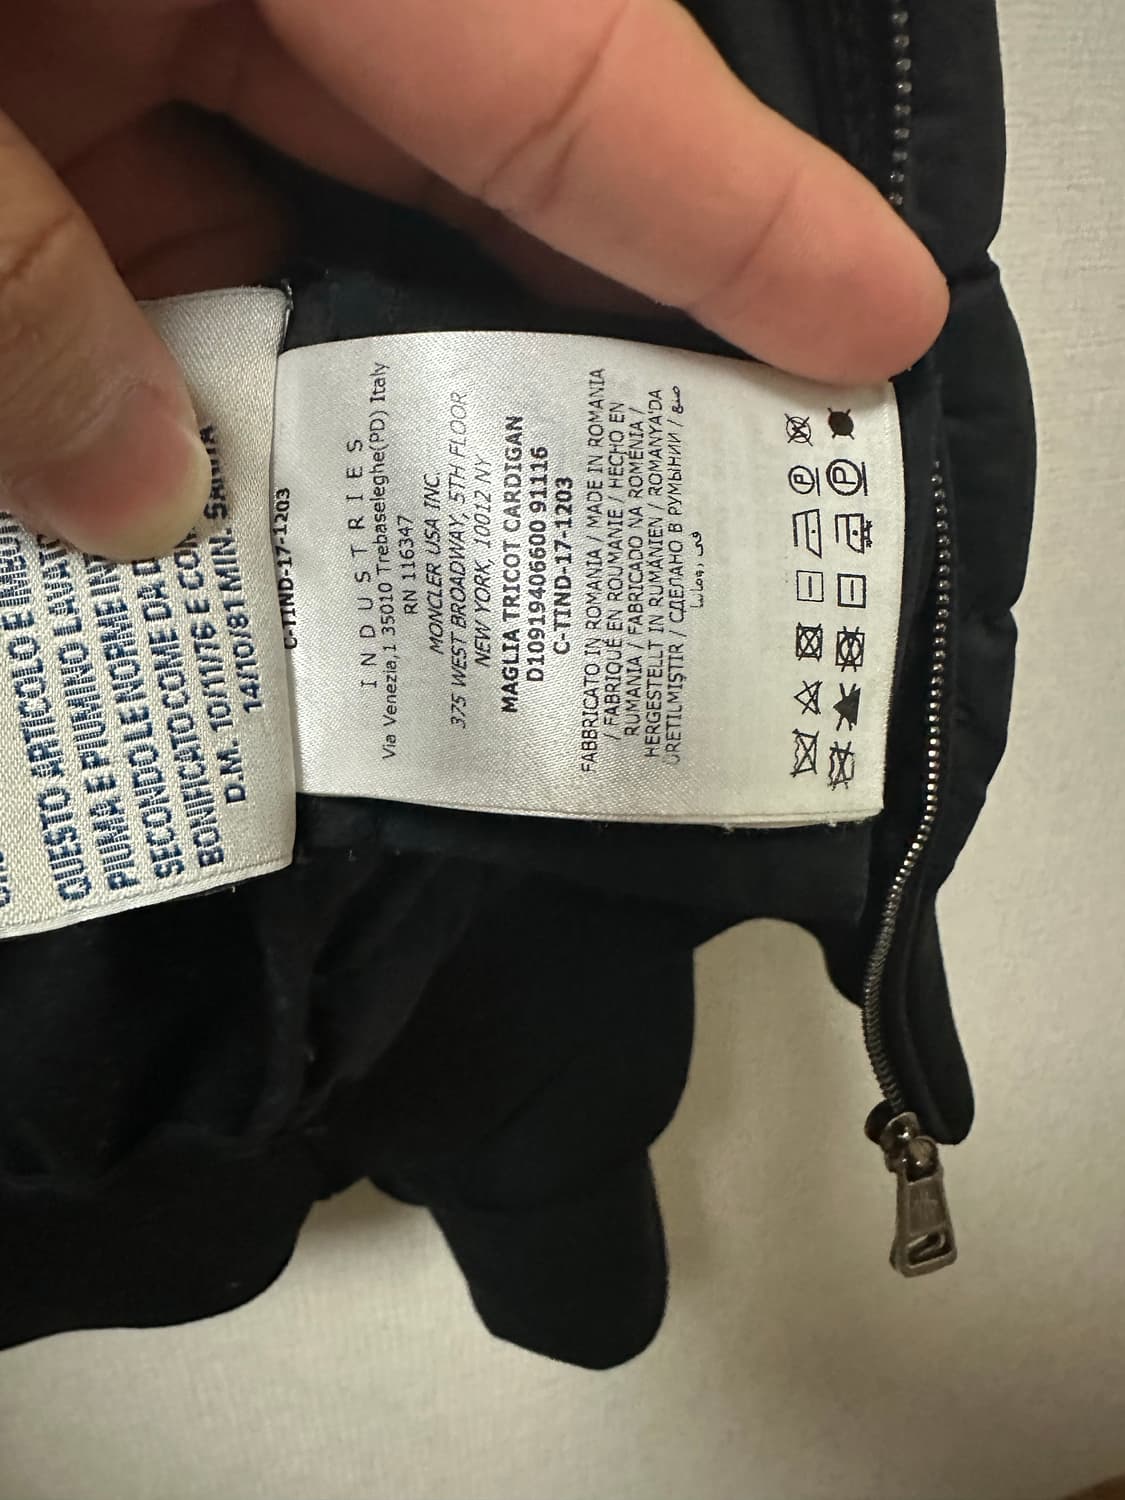 QUESTO ARTICOLO E IMBOT
PIUMA E PIUMINO LAVATO
SECONDO LE NORME IN
BONIFICATO COME DA D
D.M. 10/11/76 E CO
14/10/81 MIN. SANITA
C-TIND-17-1203
INDUSTRIES
Via Venezia,1 35010 Trebaseleghe(PD) Italy
RN 116347
MONCLER USA INC.
375 WEST BROADWAY, 5TH FLOOR
NEW YORK, 10012 NY
MAGLIA TRICOT CARDIGAN
D10919406600 91116
C-TIND-17-1203
FABBRICATO IN ROMANIA / MADE IN ROMANIA
/ FABRIQUÉ EN ROUMANIE / HECHO EN
RUMANIA / FABRICADO NA ROMÉNIA /
HERGESTELLT IN RUMÄNIEN / ROMANYA'DA
ÜRETILMIŞTIR / СДЕЛАНО В РУМЫНИИ / صنع
في رومانيا
P
P